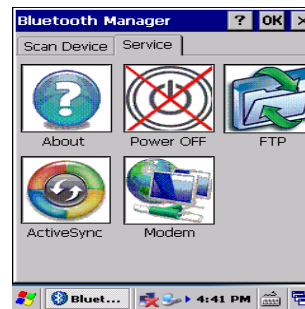 Bluetooth Manager ? OK ×
Scan Device Service
About Power OFF FTP
ActiveSync Modem
Bluet... 4:41 PM